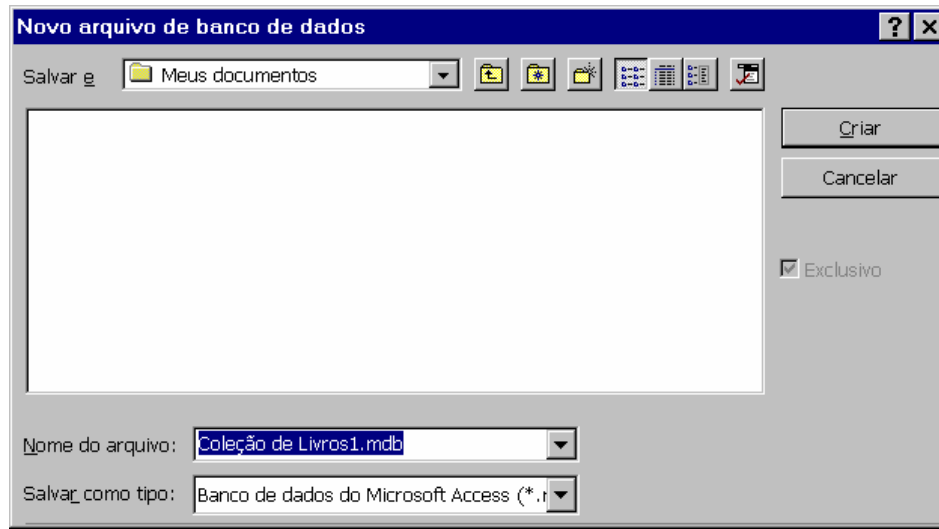 Novo arquivo de banco de dados
Salvar e Meus documentos
Criar
Cancelar
Exclusivo
Nome do arquivo: Coleção de Livros1.mdb
Salvar como tipo: Banco de dados do Microsoft Access (*.